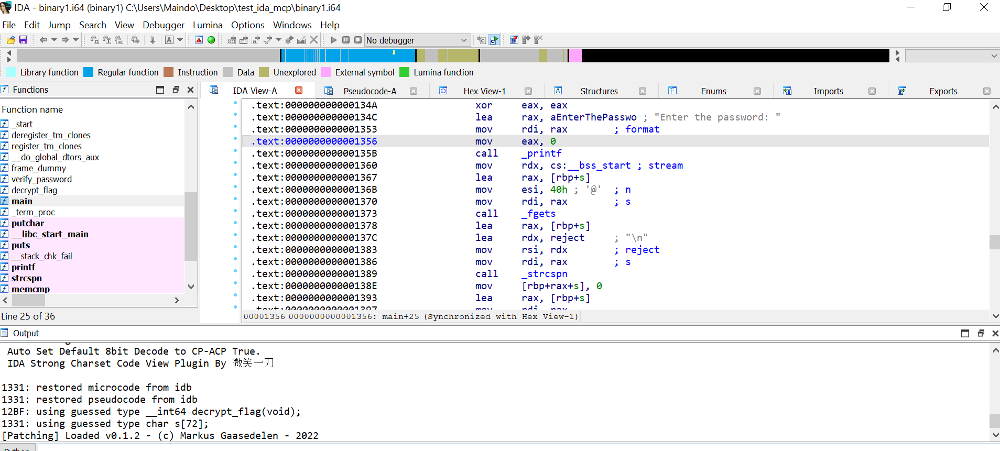 IDA - binary1.i64 (binary1) C:\Users\Maindo\Desktop\test_ida_mcp\binary1.i64
File Edit Jump Search View Debugger Lumina Options Windows Help
No debugger
Library function Regular function Instruction Data Unexplored External symbol Lumina function
Functions
Function name
_start
deregister_tm_clones
register_tm_clones
__do_global_dtors_aux
frame_dummy
verify_password
decrypt_flag
main
_term_proc
putchar
__libc_start_main
puts
__stack_chk_fail
printf
strcspn
memcmp
Line 25 of 36
IDA View-A Pseudocode-A Hex View-1 Structures Enums Imports Exports
.text:000000000000134A xor eax, eax
.text:000000000000134C lea rax, aEnterThePasswo ; "Enter the password: "
.text:0000000000001353 mov rdi, rax ; format
.text:0000000000001356 mov eax, 0
.text:000000000000135B call _printf
.text:0000000000001360 mov rdx, cs:__bss_start ; stream
.text:0000000000001367 lea rax, [rbp+s]
.text:000000000000136B mov esi, 40h ; '@' ; n
.text:0000000000001370 mov rdi, rax ; s
.text:0000000000001373 call _fgets
.text:0000000000001378 lea rax, [rbp+s]
.text:000000000000137C lea rdx, reject ; "\n"
.text:0000000000001383 mov rsi, rdx ; reject
.text:0000000000001386 mov rdi, rax ; s
.text:0000000000001389 call _strcspn
.text:000000000000138E mov [rbp+rax+s], 0
.text:0000000000001393 lea rax, [rbp+s]
.text:0000000000001397 mov rdi, rax
00001356 0000000000001356: main+25 (Synchronized with Hex View-1)
Output
Auto Set Default 8bit Decode to CP-ACP True.
IDA Strong Charset Code View Plugin By 微笑一刀
1331: restored microcode from idb
1331: restored pseudocode from idb
12BF: using guessed type __int64 decrypt_flag(void);
1331: using guessed type char s[72];
[Patching] Loaded v0.1.2 - (c) Markus Gaasedelen - 2022
Python